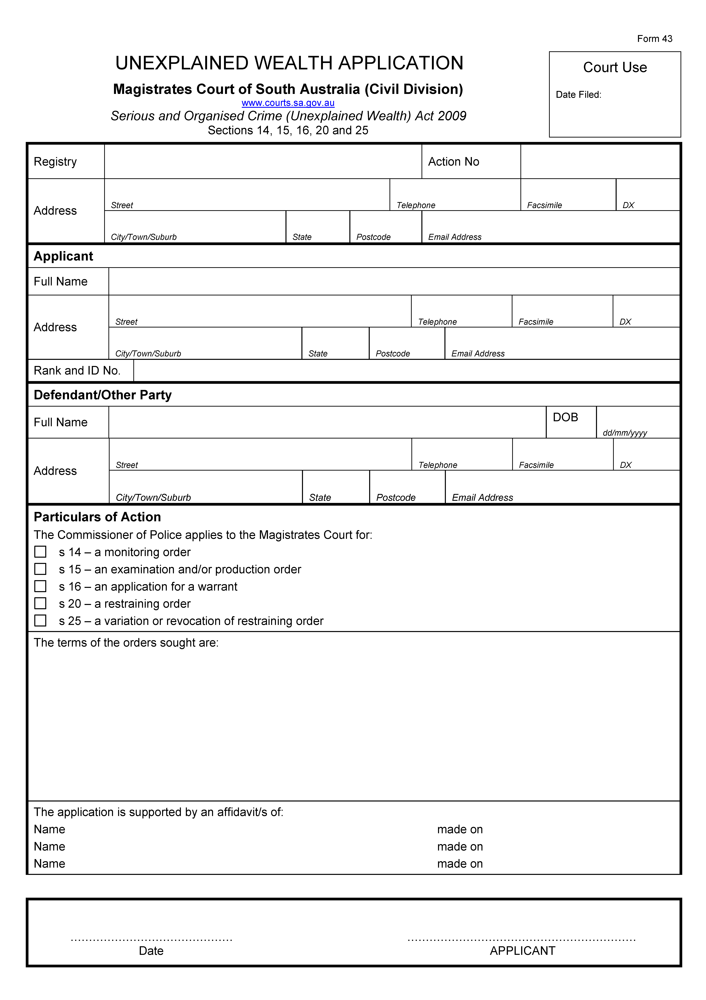 Form 43
UNEXPLAINED WEALTH APPLICATION
Magistrates Court of South Australia (Civil Division)
www.courts.sa.gov.au
Serious and Organised Crime (Unexplained Wealth) Act 2009
Sections 14, 15, 16, 20 and 25
Court Use
Date Filed:
Registry
Action No
Address
Street
Telephone
Facsimile
DX
City/Town/Suburb
State
Postcode
Email Address
Applicant
Full Name
Address
Street
Telephone
Facsimile
DX
City/Town/Suburb
State
Postcode
Email Address
Rank and ID No.
Defendant/Other Party
Full Name
DOB
dd/mm/yyyy
Address
Street
Telephone
Facsimile
DX
City/Town/Suburb
State
Postcode
Email Address
Particulars of Action
The Commissioner of Police applies to the Magistrates Court for:
s 14 – a monitoring order
s 15 – an examination and/or production order
s 16 – an application for a warrant
s 20 – a restraining order
s 25 – a variation or revocation of restraining order
The terms of the orders sought are:
The application is supported by an affidavit/s of:
Name made on
Name made on
Name made on
Date
APPLICANT